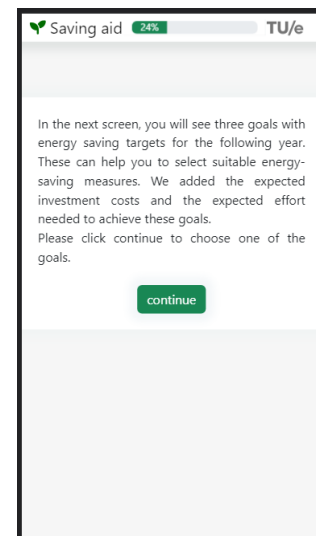 Saving aid 24% TU/e
In the next screen, you will see three goals with
energy saving targets for the following year.
These can help you to select suitable energy-
saving measures. We added the expected
investment costs and the expected effort
needed to achieve these goals.
Please click continue to choose one of the
goals.
continue